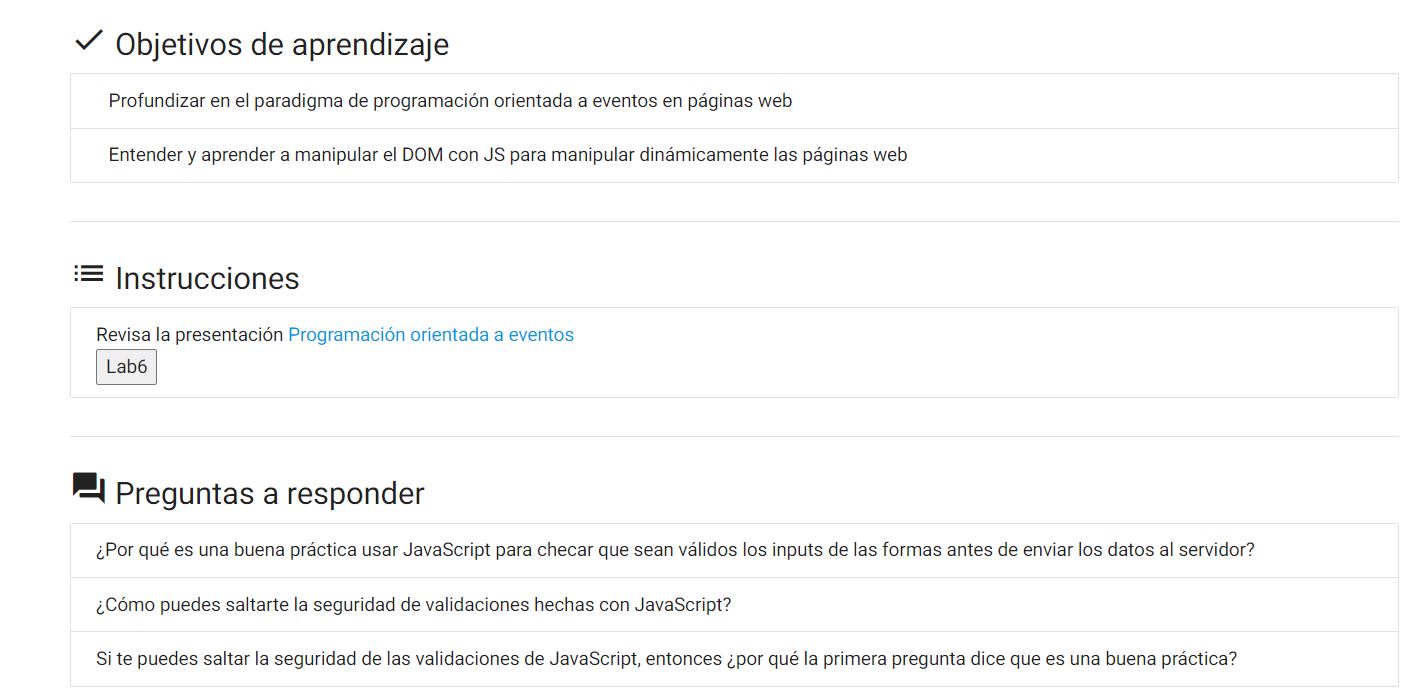 Objetivos de aprendizaje
Profundizar en el paradigma de programación orientada a eventos en páginas web
Entender y aprender a manipular el DOM con JS para manipular dinámicamente las páginas web
Instrucciones
Revisa la presentación Programación orientada a eventos
Lab6
Preguntas a responder
¿Por qué es una buena práctica usar JavaScript para checar que sean válidos los inputs de las formas antes de enviar los datos al servidor?
¿Cómo puedes saltarte la seguridad de validaciones hechas con JavaScript?
Si te puedes saltar la seguridad de las validaciones de JavaScript, entonces ¿por qué la primera pregunta dice que es una buena práctica?